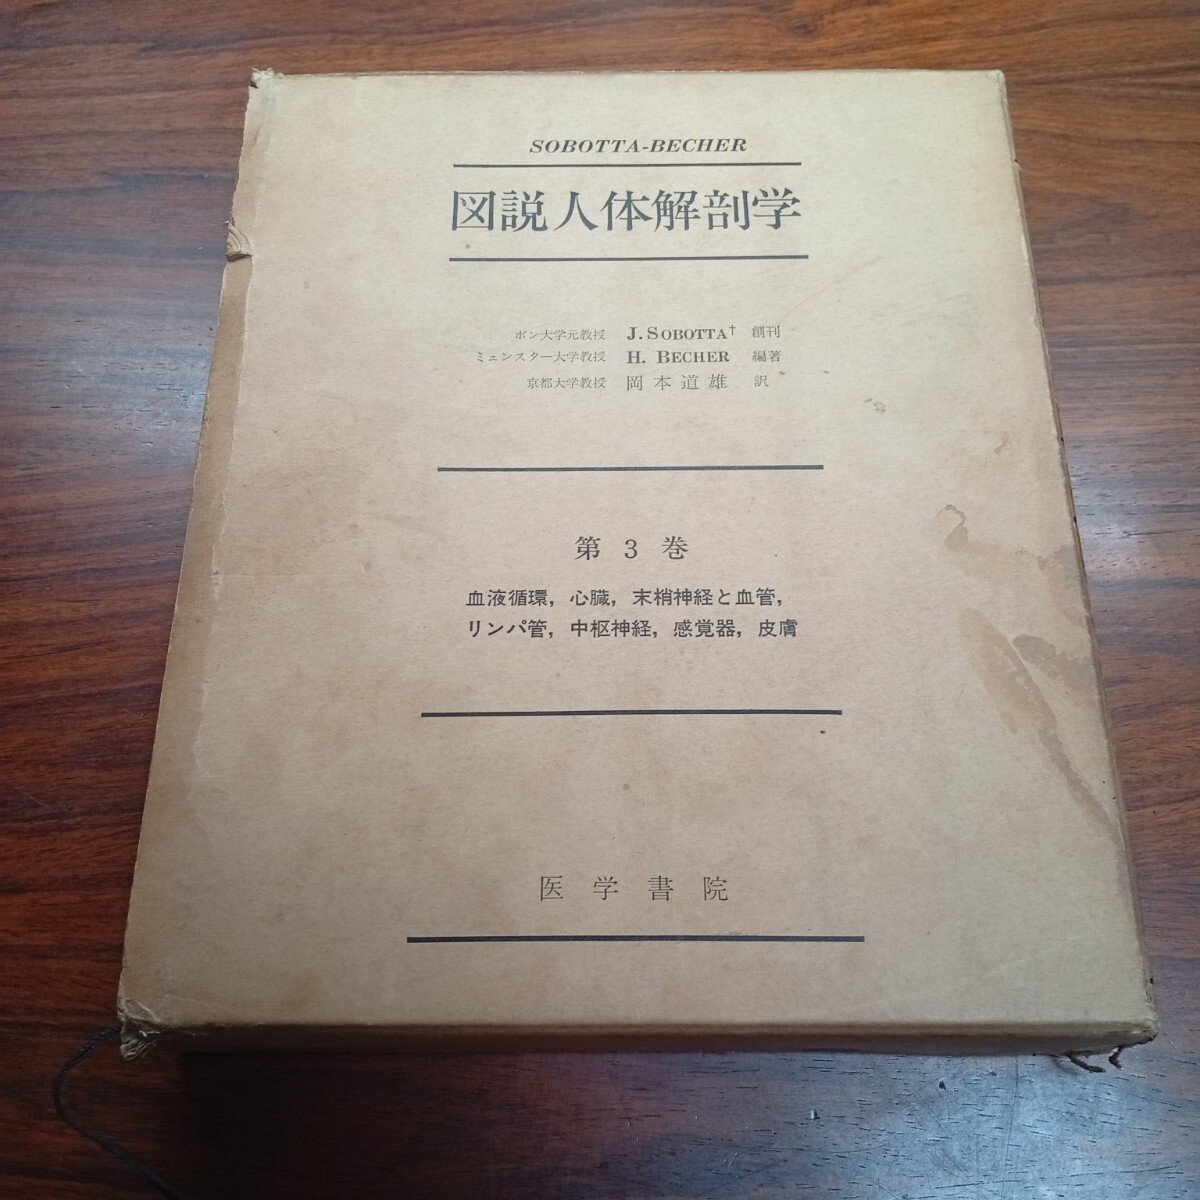 SOBOTTA-BECHER
図説人体解剖学
ボン大学元教授 J. SOBOTTA† 創刊
ミュンスター大学教授 H. BECHER 編著
京都大学教授 岡本道雄 訳
第 3 巻
血液循環，心臓，末梢神経と血管，
リンパ管，中枢神経，感覚器，皮膚
医学書院